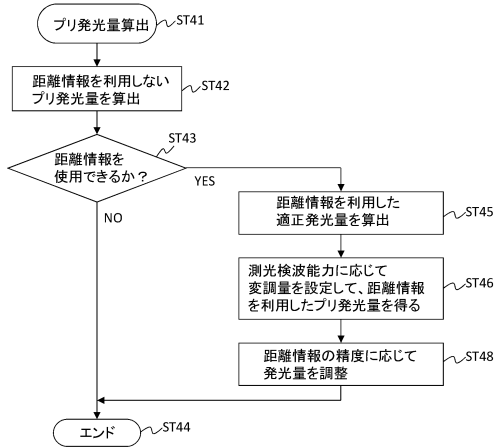 プリ発光量算出
ST41
距離情報を利用しない
プリ発光量を算出
ST42
ST43
距離情報を
使用できるか？
YES
NO
距離情報を利用した
適正発光量を算出
ST45
測光検波能力に応じて
変調量を設定して、距離情報
を利用したプリ発光量を得る
ST46
距離情報の精度に応じて
発光量を調整
ST48
エンド
ST44